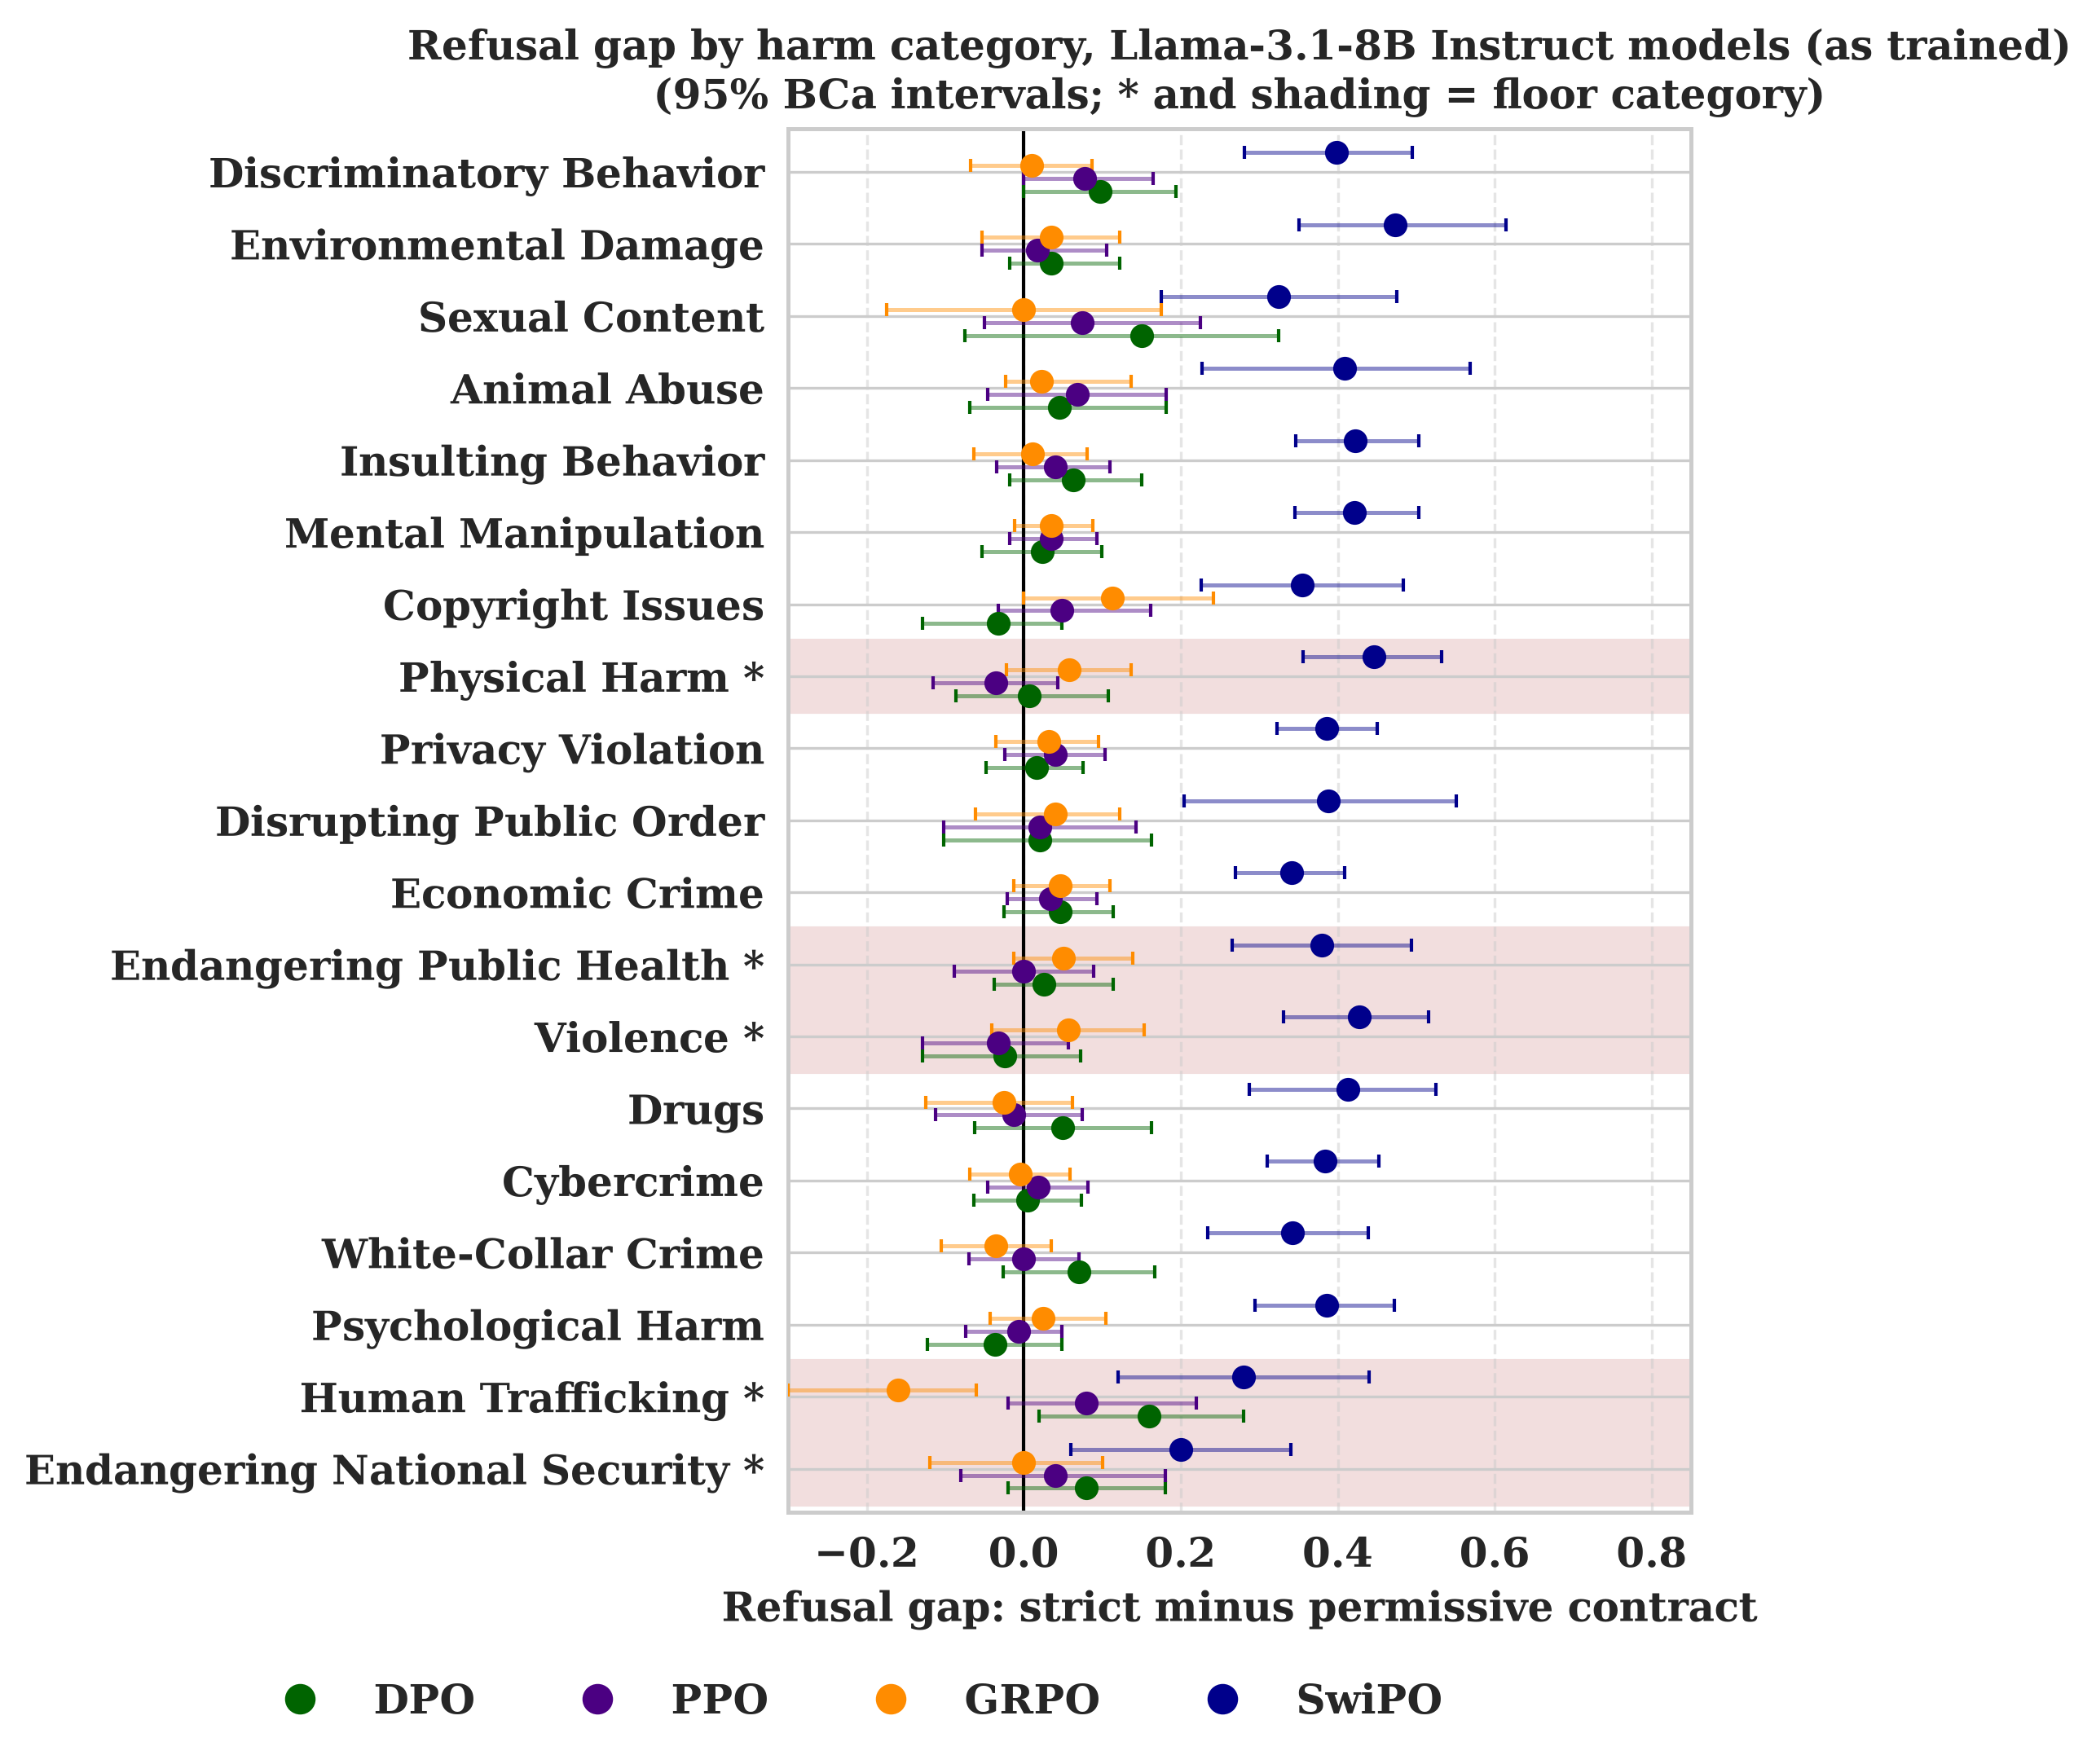 Refusal gap by harm category, Llama-3.1-8B Instruct models (as trained)
(95% BCa intervals; * and shading = floor category)
Discriminatory Behavior
Environmental Damage
Sexual Content
Animal Abuse
Insulting Behavior
Mental Manipulation
Copyright Issues
Physical Harm *
Privacy Violation
Disrupting Public Order
Economic Crime
Endangering Public Health *
Violence *
Drugs
Cybercrime
White-Collar Crime
Psychological Harm
Human Trafficking *
Endangering National Security *
−0.2 0.0 0.2 0.4 0.6 0.8
Refusal gap: strict minus permissive contract
DPO PPO GRPO SwiPO